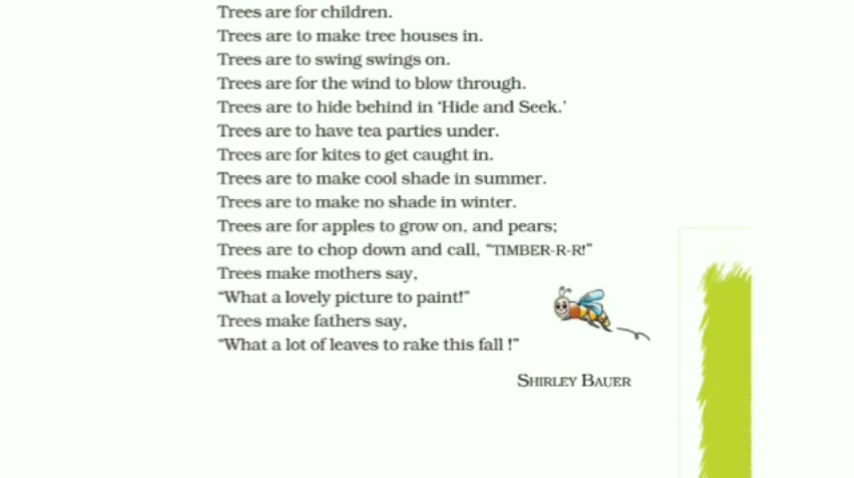 Trees are for children.
Trees are to make tree houses in.
Trees are to swing swings on.
Trees are for the wind to blow through.
Trees are to hide behind in ‘Hide and Seek.’
Trees are to have tea parties under.
Trees are for kites to get caught in.
Trees are to make cool shade in summer.
Trees are to make no shade in winter.
Trees are for apples to grow on, and pears;
Trees are to chop down and call, “TIMBER-R-R!”
Trees make mothers say,
“What a lovely picture to paint!”
Trees make fathers say,
“What a lot of leaves to rake this fall !”
SHIRLEY BAUER